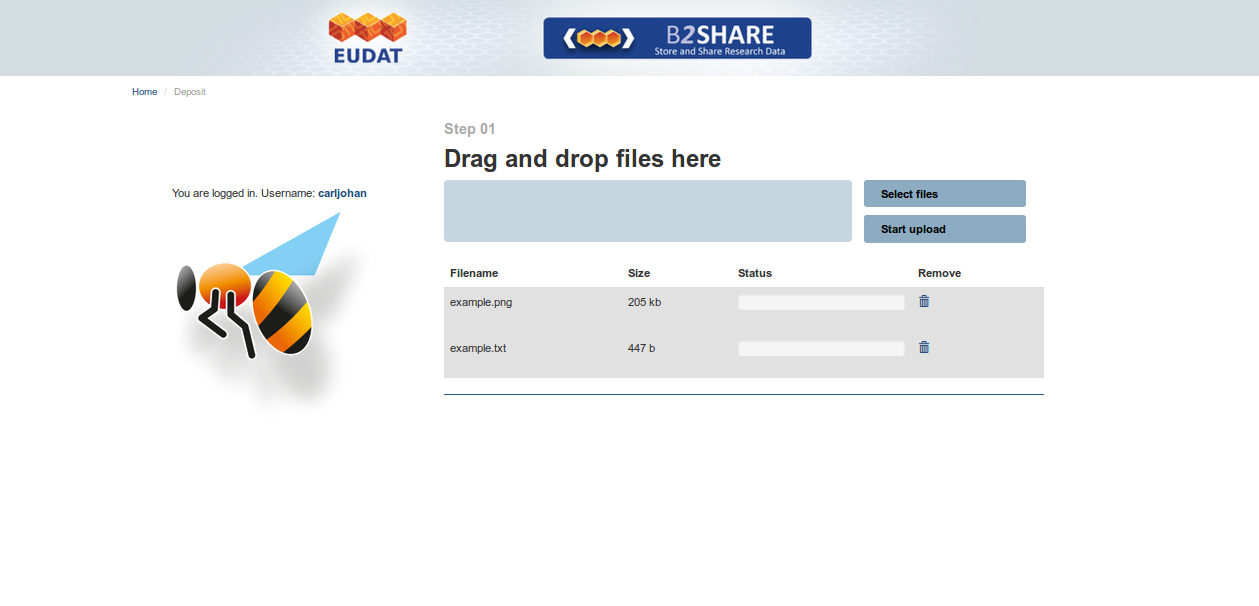 EUDAT
B2SHARE
Store and Share Research Data
Home / Deposit
Step 01
Drag and drop files here
You are logged in. Username: carljohan
Select files
Start upload
Filename Size Status Remove
example.png 205 kb
example.txt 447 b